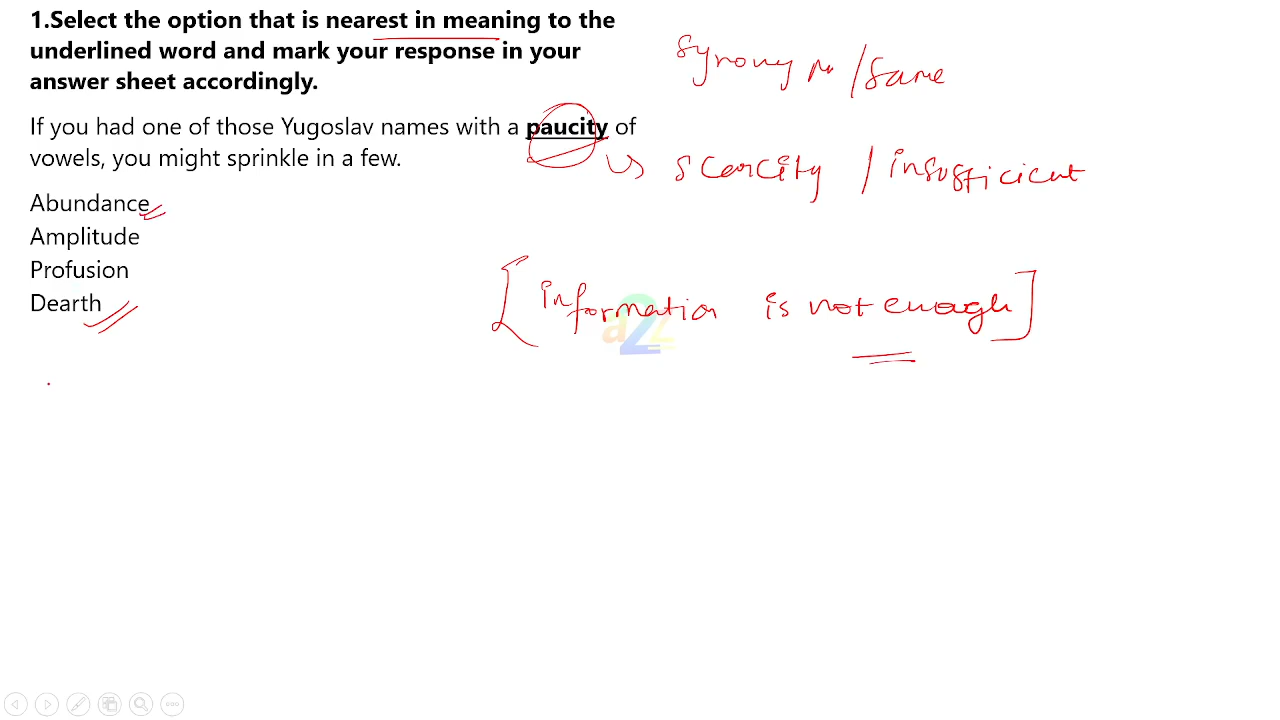 1.Select the option that is nearest in meaning to the
underlined word and mark your response in your
answer sheet accordingly.
synonym/same
If you had one of those Yugoslav names with a paucity of
vowels, you might sprinkle in a few.
scarcity / insufficicient
Abundance
Amplitude
Profusion
Dearth
[information is not enough]
a2z